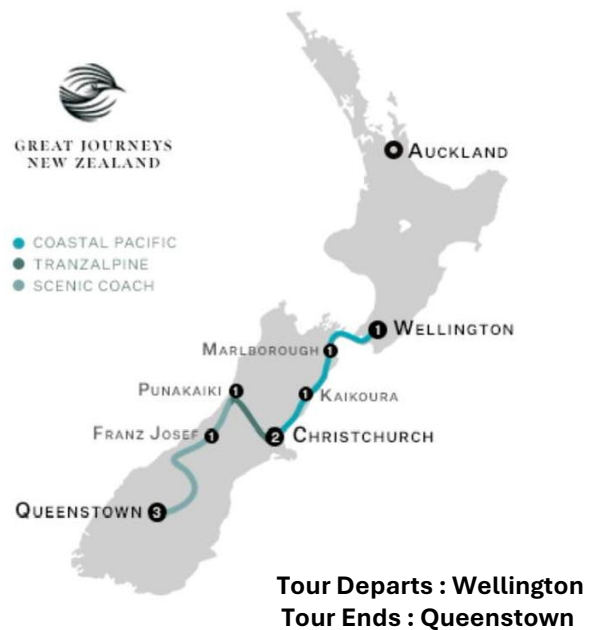 GREAT JOURNEYS
NEW ZEALAND
AUCKLAND
COASTAL PACIFIC
TRANZALPINE
SCENIC COACH
1 WELLINGTON
MARLBOROUGH 1
PUNAKAIKI 1
1 KAIKOURA
FRANZ JOSEF 1
2 CHRISTCHURCH
QUEENSTOWN 3
Tour Departs : Wellington
Tour Ends : Queenstown